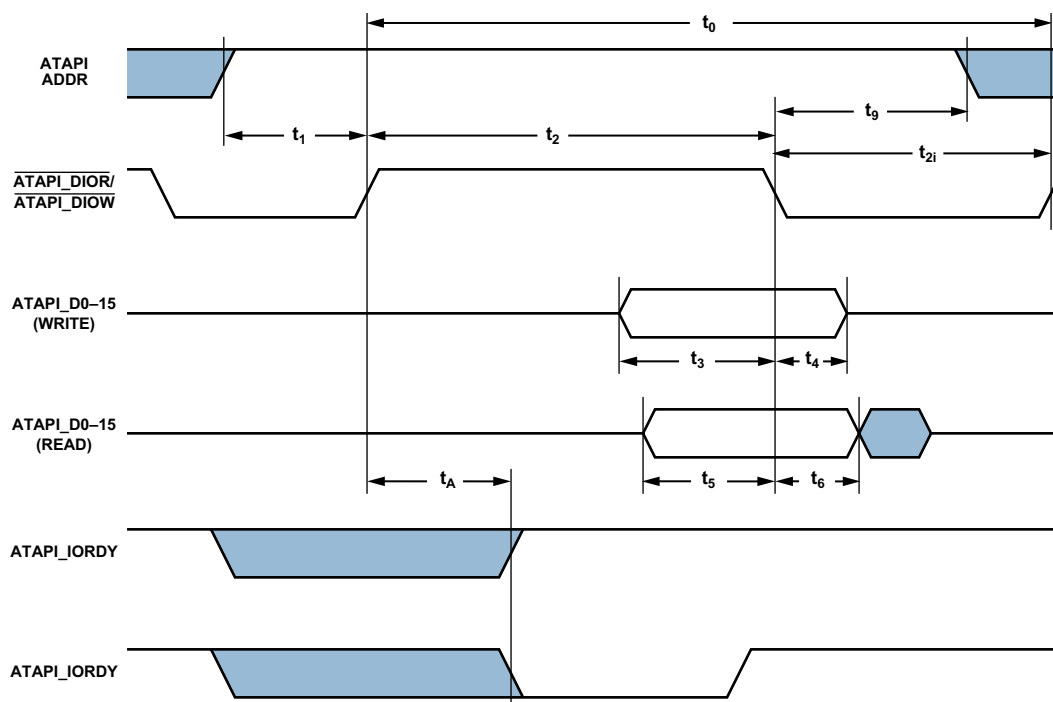 t0
ATAPI
ADDR
t9
t1
t2
t2i
ATAPI_DIOR/
ATAPI_DIOW
ATAPI_D0–15
(WRITE)
t3
t4
ATAPI_D0–15
(READ)
tA
t5
t6
ATAPI_IORDY
ATAPI_IORDY